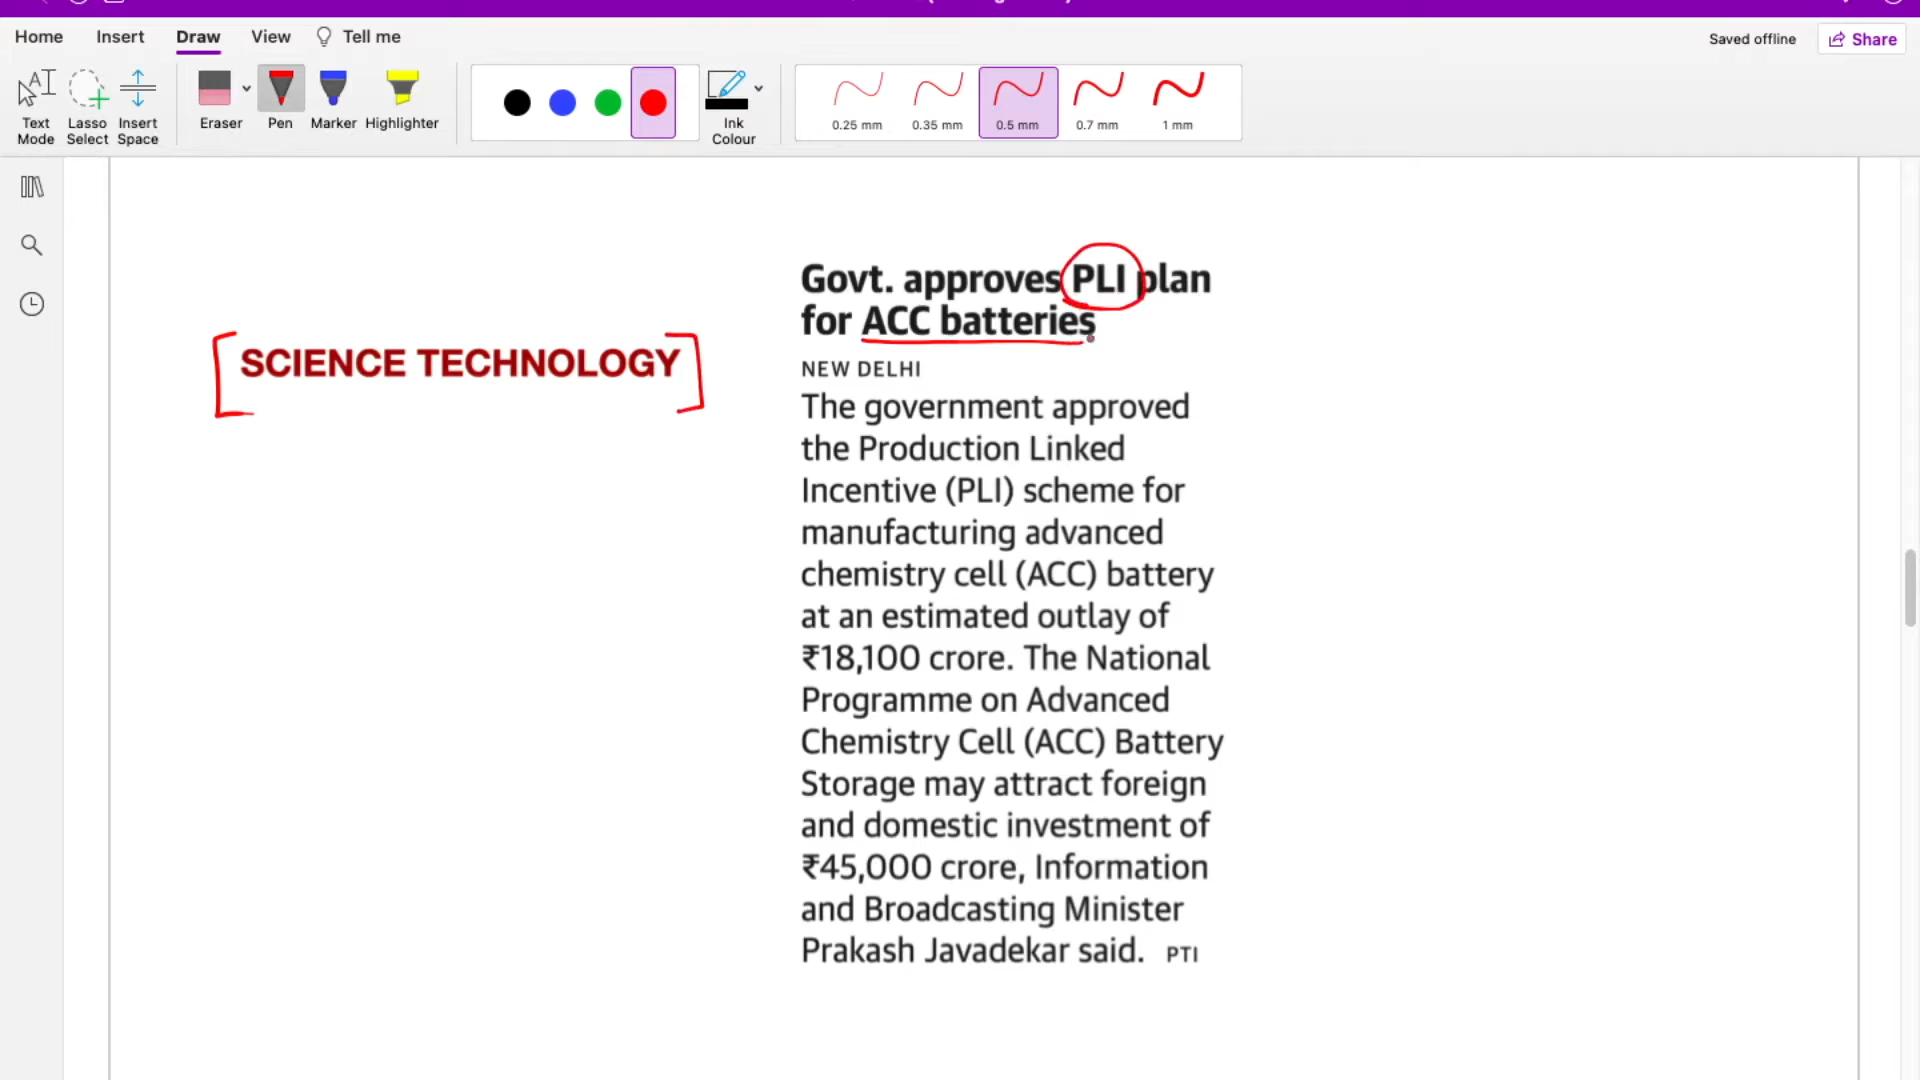 Home Insert Draw View Tell me
Saved offline Share
Text Mode
Lasso Select
Insert Space
Eraser
Pen
Marker
Highlighter
Ink Colour
0.25 mm 0.35 mm 0.5 mm 0.7 mm 1 mm
SCIENCE TECHNOLOGY
Govt. approves PLI plan
for ACC batteries
NEW DELHI
The government approved
the Production Linked
Incentive (PLI) scheme for
manufacturing advanced
chemistry cell (ACC) battery
at an estimated outlay of
₹18,100 crore. The National
Programme on Advanced
Chemistry Cell (ACC) Battery
Storage may attract foreign
and domestic investment of
₹45,000 crore, Information
and Broadcasting Minister
Prakash Javadekar said. PTI